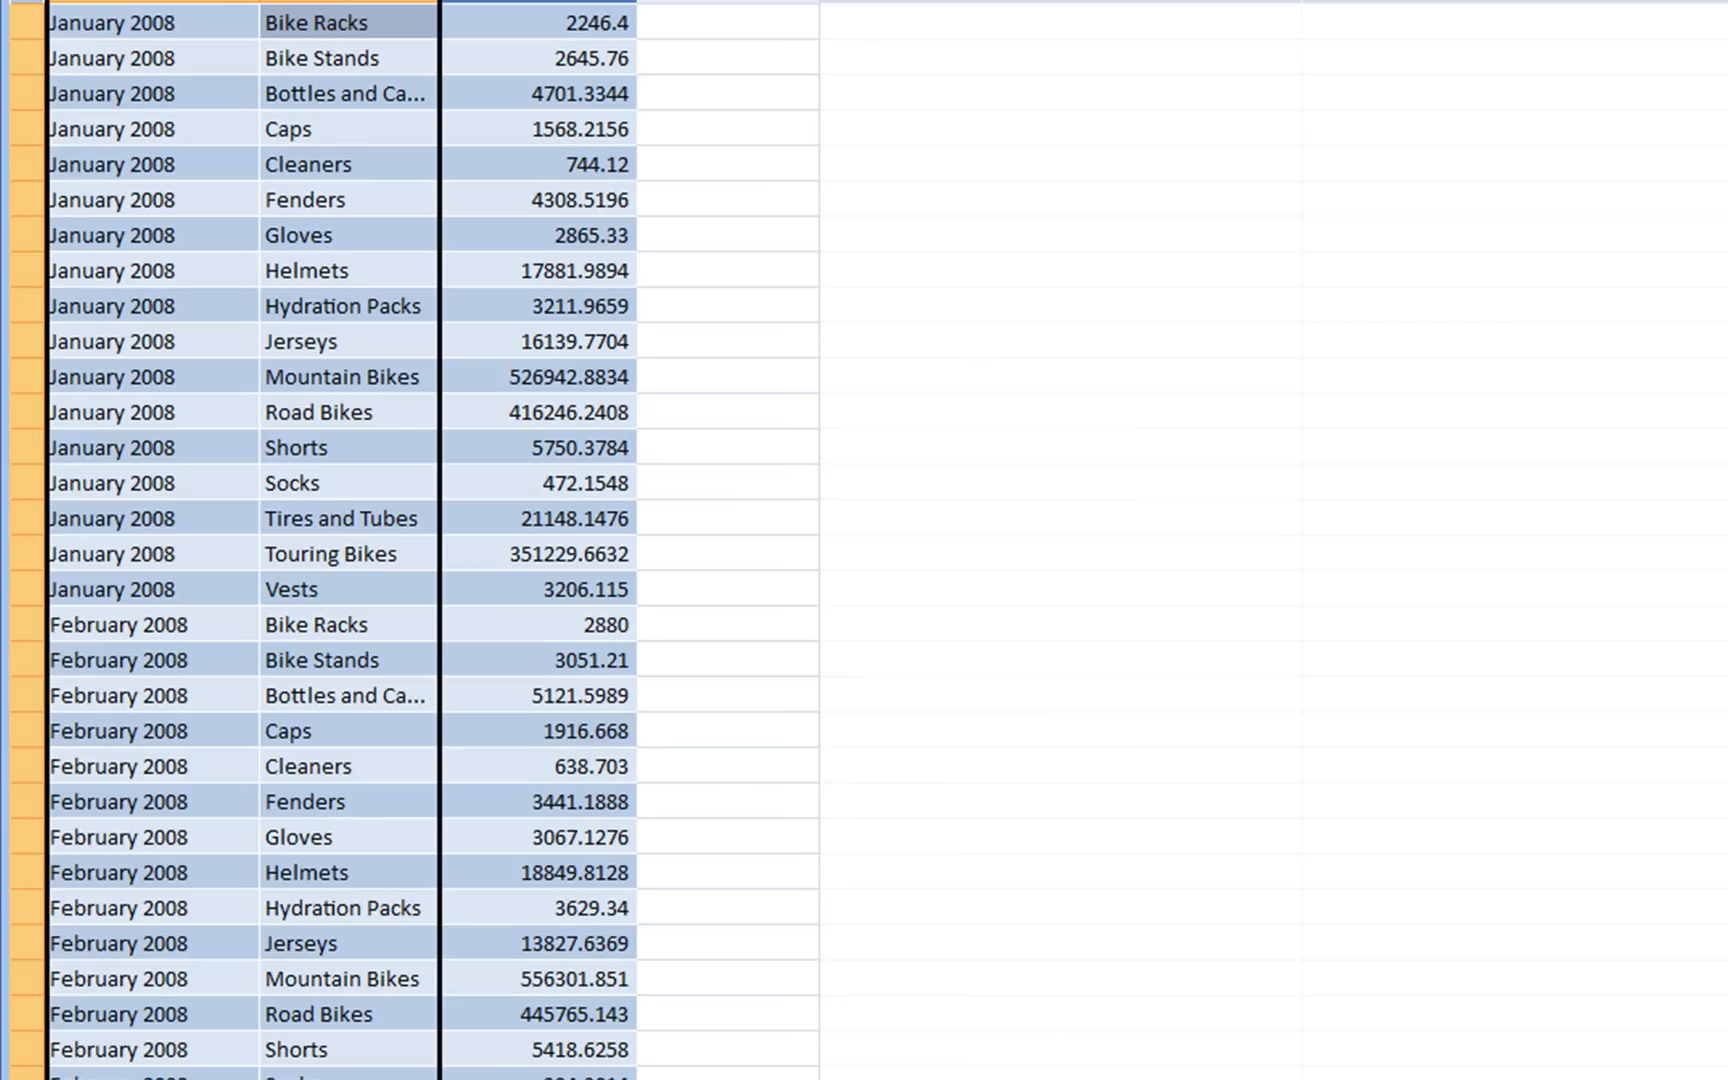 January 2008 Bike Racks 2246.4
January 2008 Bike Stands 2645.76
January 2008 Bottles and Ca... 4701.3344
January 2008 Caps 1568.2156
January 2008 Cleaners 744.12
January 2008 Fenders 4308.5196
January 2008 Gloves 2865.33
January 2008 Helmets 17881.9894
January 2008 Hydration Packs 3211.9659
January 2008 Jerseys 16139.7704
January 2008 Mountain Bikes 526942.8834
January 2008 Road Bikes 416246.2408
January 2008 Shorts 5750.3784
January 2008 Socks 472.1548
January 2008 Tires and Tubes 21148.1476
January 2008 Touring Bikes 351229.6632
January 2008 Vests 3206.115
February 2008 Bike Racks 2880
February 2008 Bike Stands 3051.21
February 2008 Bottles and Ca... 5121.5989
February 2008 Caps 1916.668
February 2008 Cleaners 638.703
February 2008 Fenders 3441.1888
February 2008 Gloves 3067.1276
February 2008 Helmets 18849.8128
February 2008 Hydration Packs 3629.34
February 2008 Jerseys 13827.6369
February 2008 Mountain Bikes 556301.851
February 2008 Road Bikes 445765.143
February 2008 Shorts 5418.6258